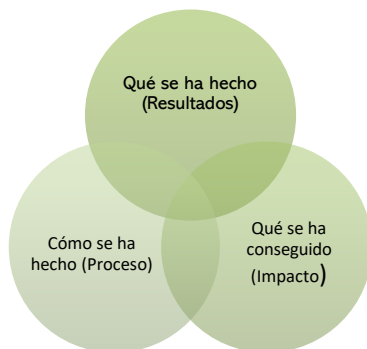 Qué se ha hecho
(Resultados)
Cómo se ha
hecho (Proceso)
Qué se ha
conseguido
(Impacto)